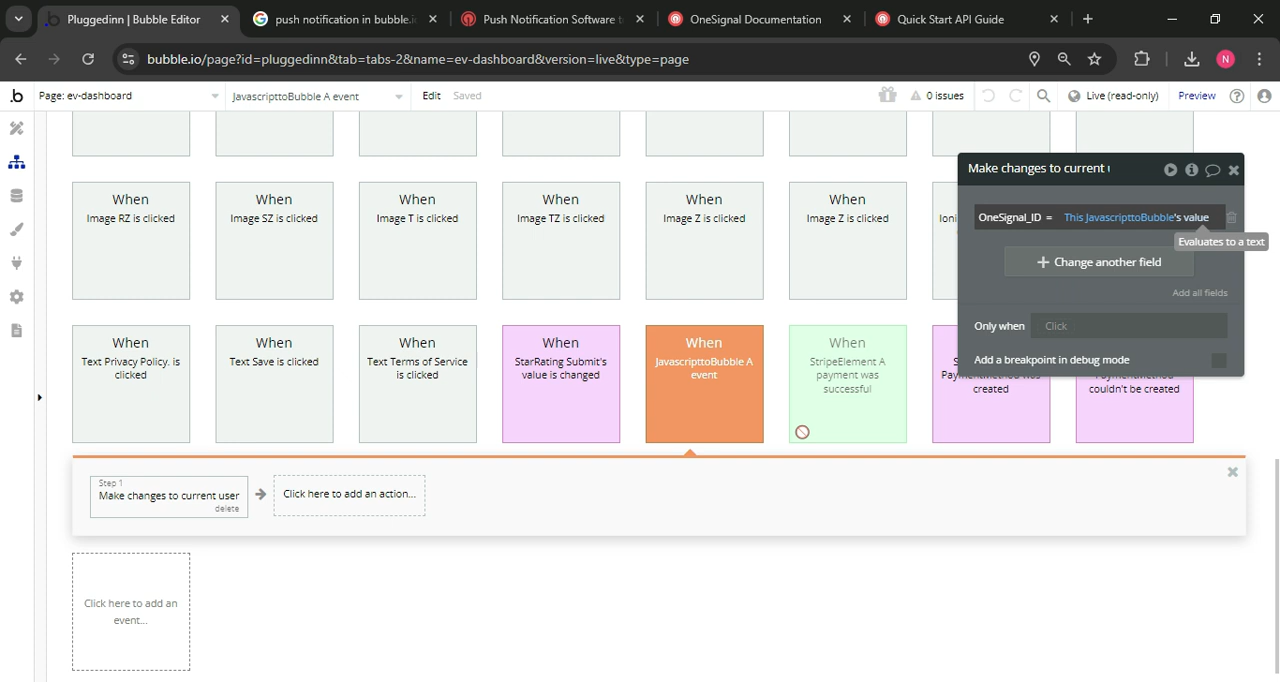 Pluggedinn | Bubble Editor
push notification in bubble.i
Push Notification Software t
OneSignal Documentation
Quick Start API Guide
bubble.io/page?id=pluggedinn&tab=tabs-2&name=ev-dashboard&version=live&type=page
N
Page: ev-dashboard
JavascripttoBubble A event
Edit
Saved
0 issues
Live (read-only)
Preview
When
Image RZ is clicked
When
Image SZ is clicked
When
Image T is clicked
When
Image TZ is clicked
When
Image Z is clicked
When
Image Z is clicked
Ioni
Make changes to current
OneSignal_ID =
This JavascripttoBubble's value
Evaluates to a text
Change another field
Add all fields
Only when
Click
Add a breakpoint in debug mode
When
Text Privacy Policy. is
clicked
When
Text Save is clicked
When
Text Terms of Service
is clicked
When
StarRating Submit's
value is changed
When
JavascripttoBubble A
event
When
StripeElement A
payment was
successful
created
couldn't be created
Step 1
Make changes to current user
delete
Click here to add an action...
Click here to add an
event...